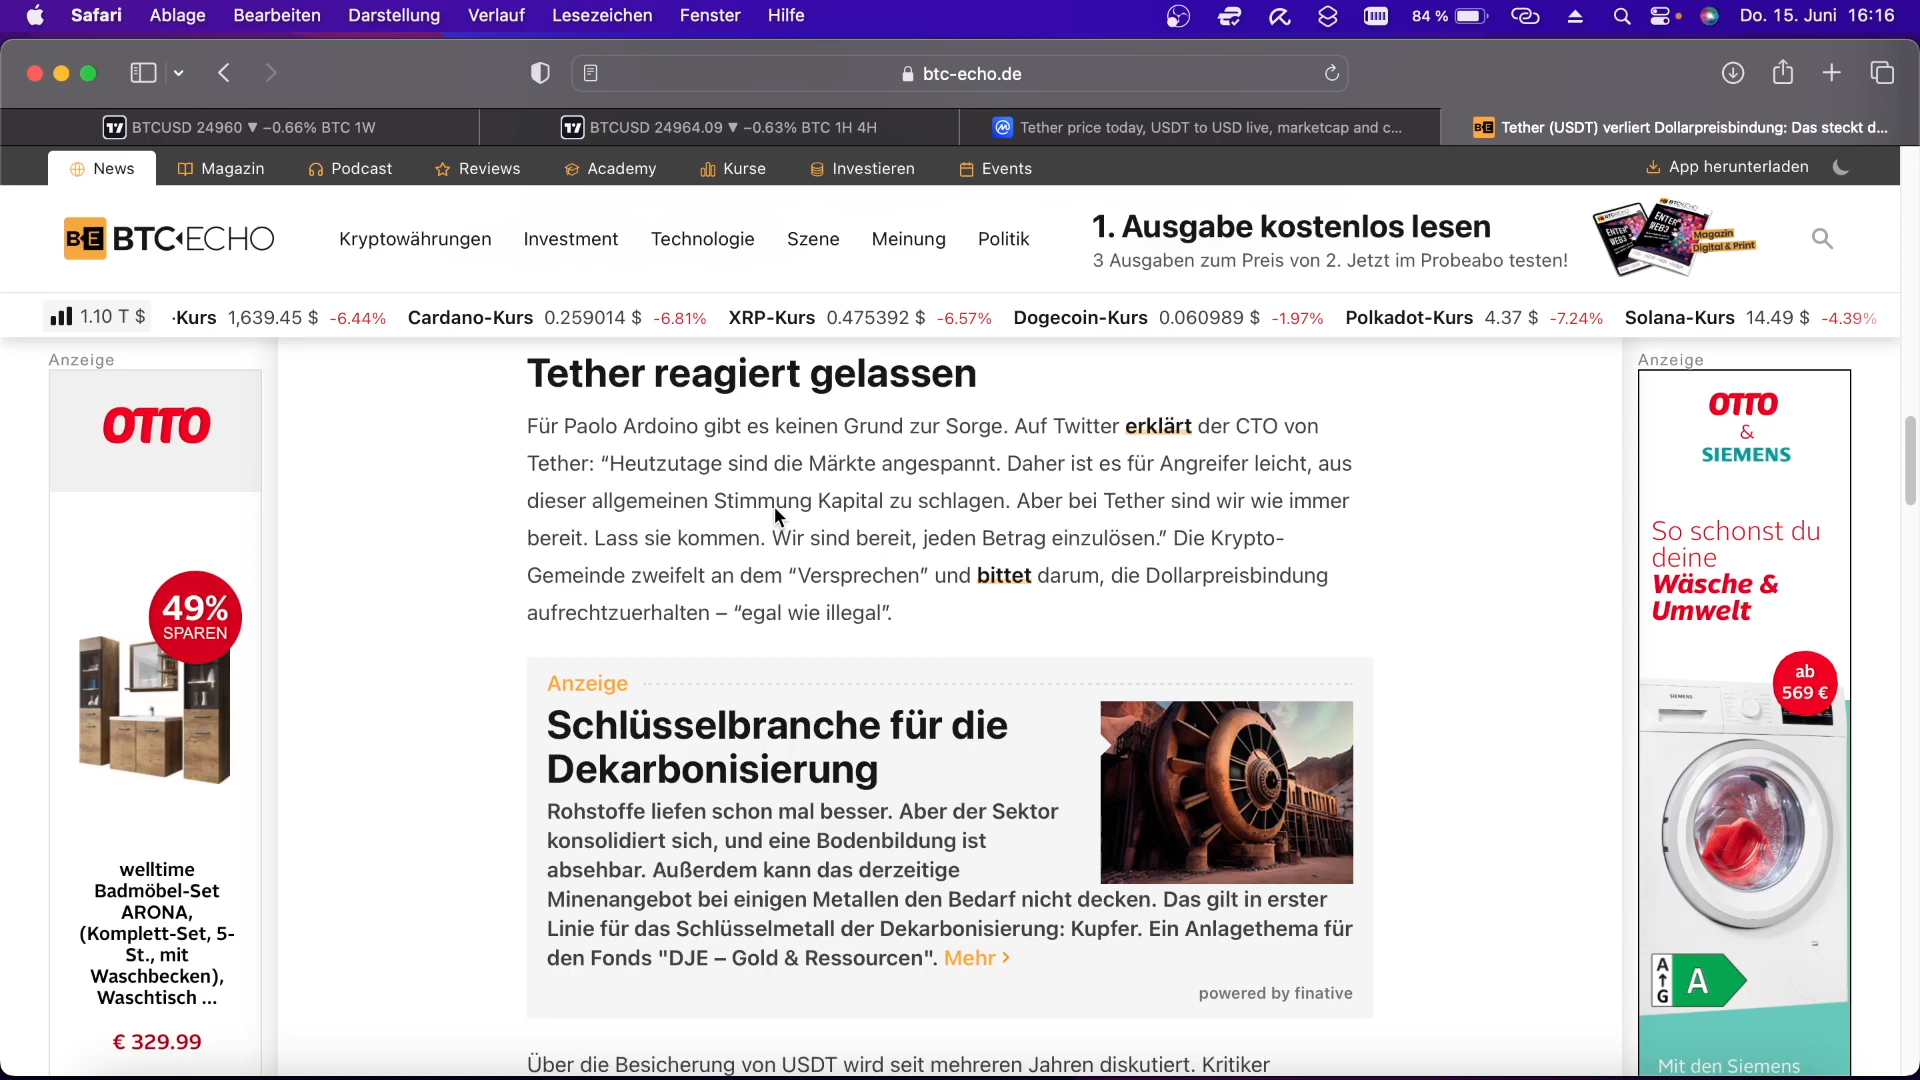 Safari Ablage Bearbeiten Darstellung Verlauf Lesezeichen Fenster Hilfe 84 % Do. 15. Juni 16:16
btc-echo.de
BTCUSD 24960 ▼ −0.66% BTC 1W
BTCUSD 24964.09 ▼ −0.63% BTC 1H 4H
Tether price today, USDT to USD live, marketcap and c...
Tether (USDT) verliert Dollarpreisbindung: Das steckt d...
News Magazin Podcast Reviews Academy Kurse Investieren Events App herunterladen
BTC-ECHO
Kryptowährungen Investment Technologie Szene Meinung Politik
1. Ausgabe kostenlos lesen
3 Ausgaben zum Preis von 2. Jetzt im Probeabo testen!
ENTER WEB3
ENTER WEB3
Magazin
Digital & Print
1.10 T $ -Kurs 1,639.45 $ -6.44% Cardano-Kurs 0.259014 $ -6.81% XRP-Kurs 0.475392 $ -6.57% Dogecoin-Kurs 0.060989 $ -1.97% Polkadot-Kurs 4.37 $ -7.24% Solana-Kurs 14.49 $ -4.39%
Anzeige
OTTO
49%
SPAREN
welltime
Badmöbel-Set
ARONA,
(Komplett-Set, 5-
St., mit
Waschbecken),
Waschtisch ...
€ 329.99
Tether reagiert gelassen
Für Paolo Ardoino gibt es keinen Grund zur Sorge. Auf Twitter erklärt der CTO von
Tether: “Heutzutage sind die Märkte angespannt. Daher ist es für Angreifer leicht, aus
dieser allgemeinen Stimmung Kapital zu schlagen. Aber bei Tether sind wir wie immer
bereit. Lass sie kommen. Wir sind bereit, jeden Betrag einzulösen.” Die Krypto-
Gemeinde zweifelt an dem “Versprechen” und bittet darum, die Dollarpreisbindung
aufrechtzuerhalten – “egal wie illegal”.
Anzeige
Schlüsselbranche für die
Dekarbonisierung
Rohstoffe liefen schon mal besser. Aber der Sektor
konsolidiert sich, und eine Bodenbildung ist
absehbar. Außerdem kann das derzeitige
Minenangebot bei einigen Metallen den Bedarf nicht decken. Das gilt in erster
Linie für das Schlüsselmetall der Dekarbonisierung: Kupfer. Ein Anlagethema für
den Fonds "DJE – Gold & Ressourcen". Mehr >
powered by finative
Über die Besicherung von USDT wird seit mehreren Jahren diskutiert. Kritiker
Anzeige
OTTO
&
SIEMENS
So schonst du
deine
Wäsche &
Umwelt
ab
569 €
SIEMENS
A
G
A
Mit den Siemens